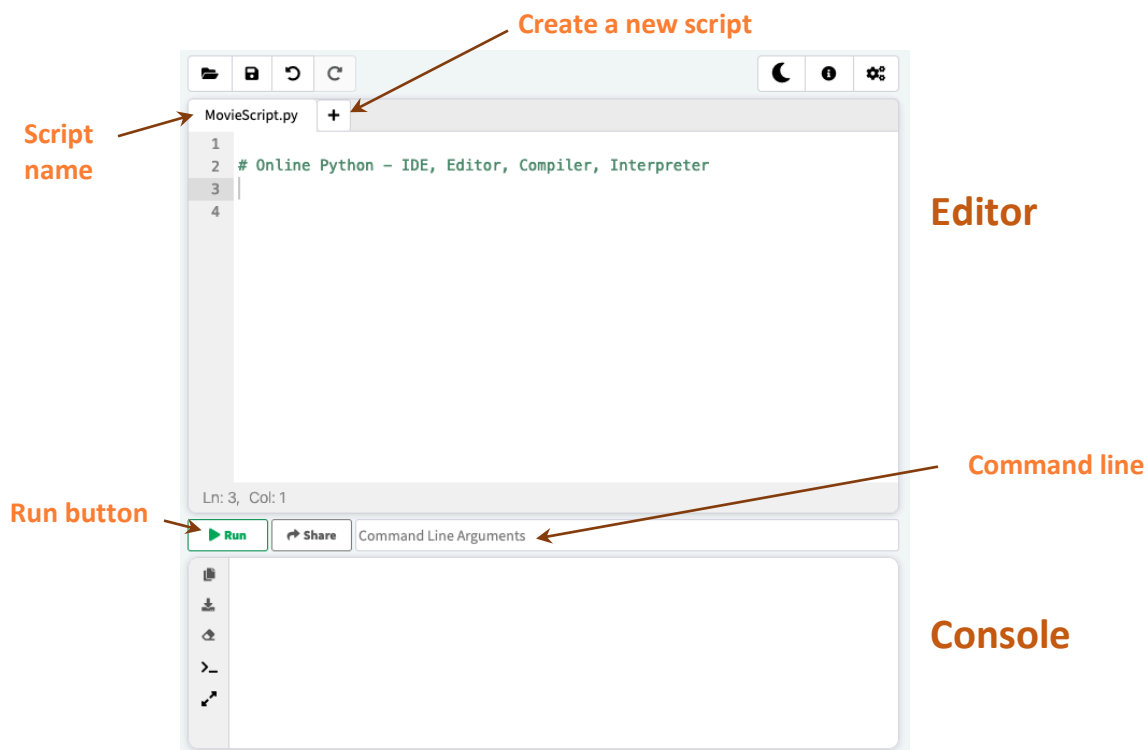 Create a new script
MovieScript.py +
Script
name
1
2 # Online Python – IDE, Editor, Compiler, Interpreter
3
4
Editor
Command line
Ln: 3, Col: 1
Run button
Run
Share
Command Line Arguments
Console